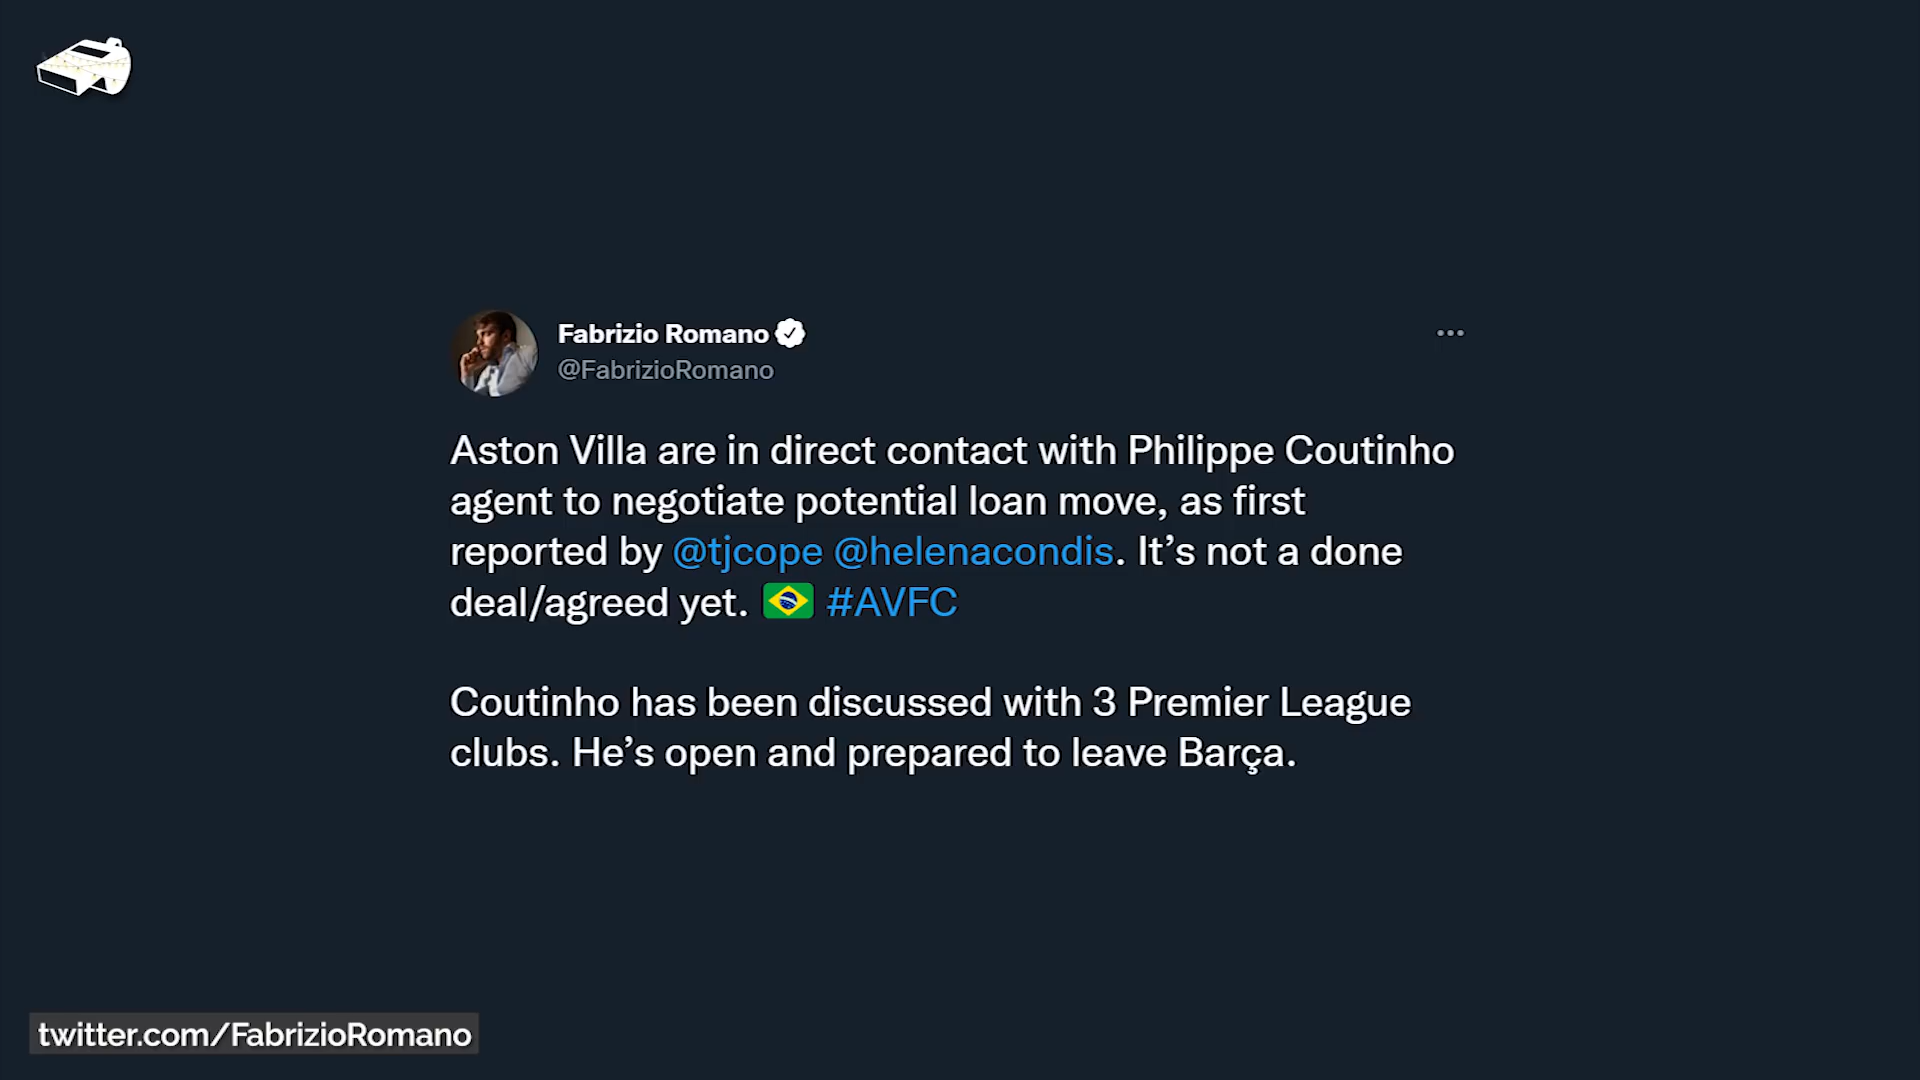 Fabrizio Romano
@FabrizioRomano
Aston Villa are in direct contact with Philippe Coutinho
agent to negotiate potential loan move, as first
reported by @tjcope @helenacondis. It’s not a done
deal/agreed yet. 🇧🇷 #AVFC
Coutinho has been discussed with 3 Premier League
clubs. He’s open and prepared to leave Barça.
twitter.com/FabrizioRomano